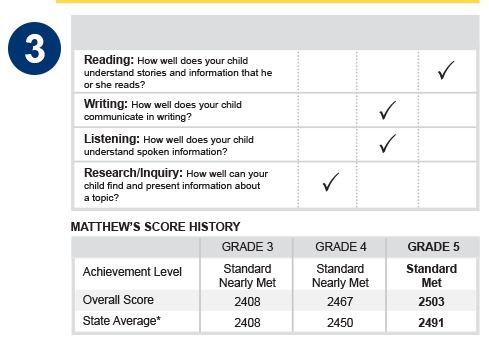 3
Reading: How well does your child
understand stories and information that he
or she reads?
✓
Writing: How well does your child
communicate in writing?
✓
Listening: How well does your child
understand spoken information?
✓
Research/Inquiry: How well can your
child find and present information about
a topic?
✓
MATTHEW'S SCORE HISTORY
GRADE 3 GRADE 4 GRADE 5
Achievement Level Standard Nearly Met Standard Nearly Met Standard Met
Overall Score 2408 2467 2503
State Average* 2408 2450 2491